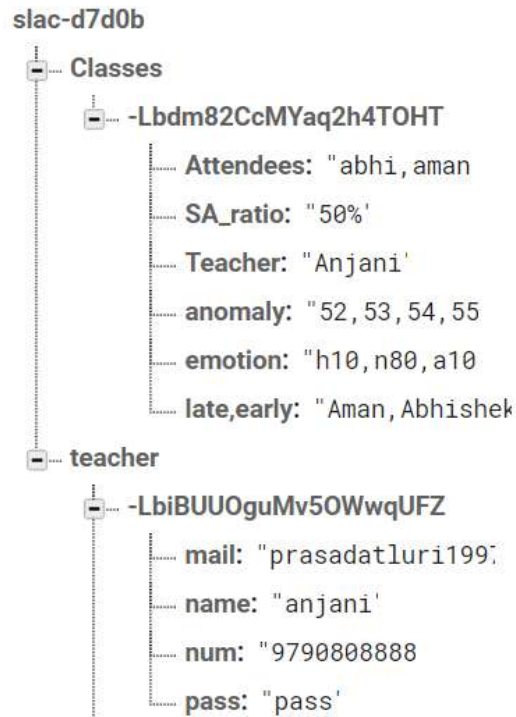 slac-d7d0b
Classes
-Lbdm82CcMYaq2h4TOHT
Attendees: "abhi,aman
SA_ratio: "50%'
Teacher: "Anjani'
anomaly: "52,53,54,55
emotion: "h10,n80,a10
late,early: "Aman,Abhishek
teacher
-LbiBUUOguMv5OWwqUFZ
mail: "prasadatluri199
name: "anjani'
num: "9790808888
pass: "pass'